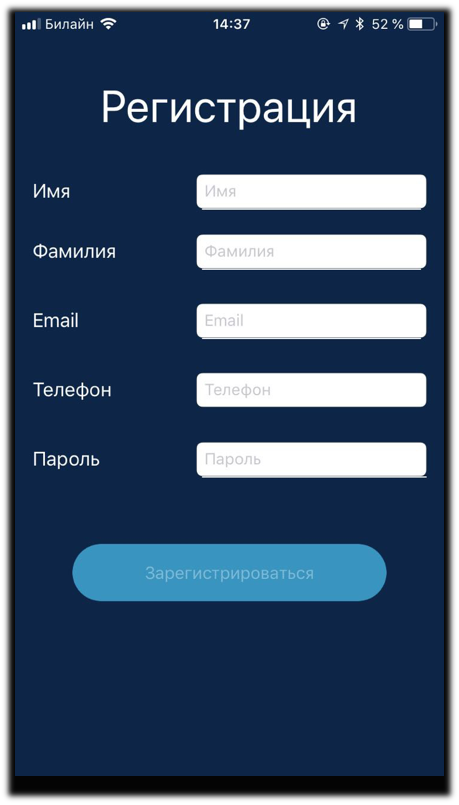 Билайн 14:37 52 %
Регистрация
Имя Имя
Фамилия Фамилия
Email Email
Телефон Телефон
Пароль Пароль
Зарегистрироваться